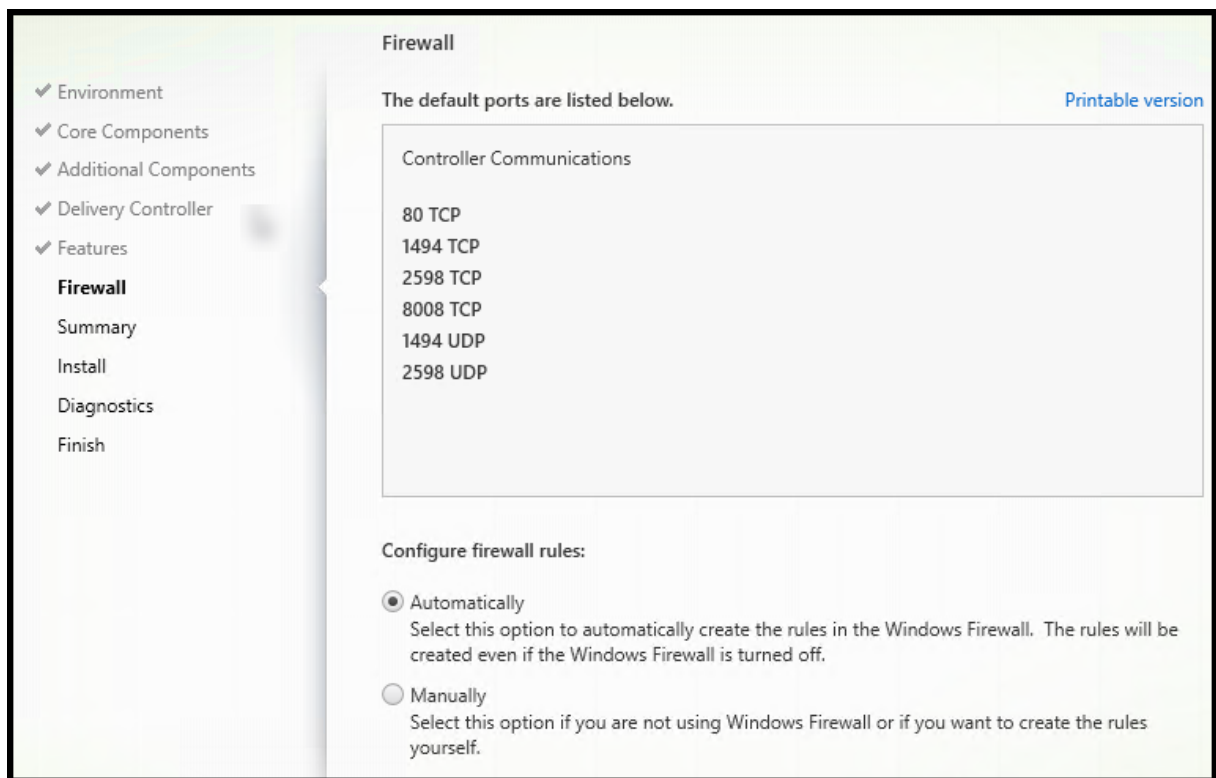 Firewall
Environment
Core Components
Additional Components
Delivery Controller
Features
Firewall
Summary
Install
Diagnostics
Finish
The default ports are listed below.
Printable version
Controller Communications
80 TCP
1494 TCP
2598 TCP
8008 TCP
1494 UDP
2598 UDP
Configure firewall rules:
Automatically
Select this option to automatically create the rules in the Windows Firewall. The rules will be
created even if the Windows Firewall is turned off.
Manually
Select this option if you are not using Windows Firewall or if you want to create the rules
yourself.